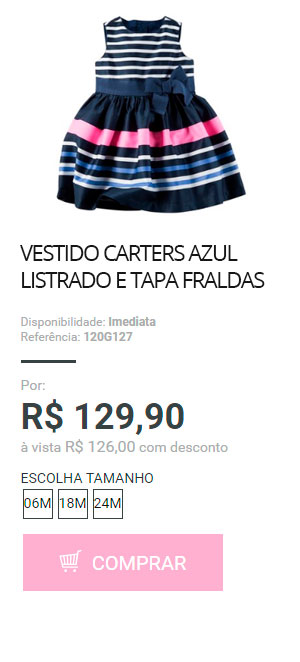 VESTIDO CARTERS AZUL
LISTRADO E TAPA FRALDAS
Disponibilidade: Imediata
Referência: 120G127
Por:
R$ 129,90
à vista R$ 126,00 com desconto
ESCOLHA TAMANHO
06M 18M 24M
COMPRAR